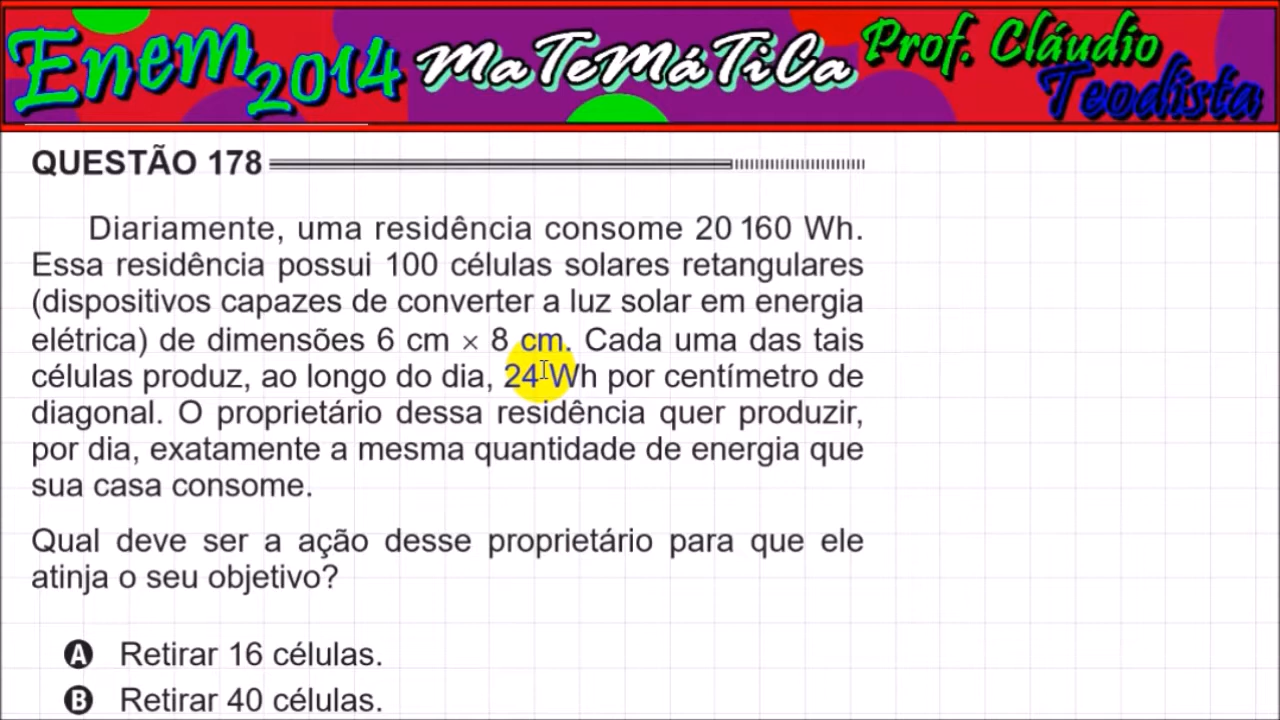 Enem 2014 MaTeMáTiCa Prof. Cláudio
Teodista
QUESTÃO 178
Diariamente, uma residência consome 20 160 Wh.
Essa residência possui 100 células solares retangulares
(dispositivos capazes de converter a luz solar em energia
elétrica) de dimensões 6 cm × 8 cm. Cada uma das tais
células produz, ao longo do dia, 24 Wh por centímetro de
diagonal. O proprietário dessa residência quer produzir,
por dia, exatamente a mesma quantidade de energia que
sua casa consome.
Qual deve ser a ação desse proprietário para que ele
atinja o seu objetivo?
A Retirar 16 células.
B Retirar 40 células.